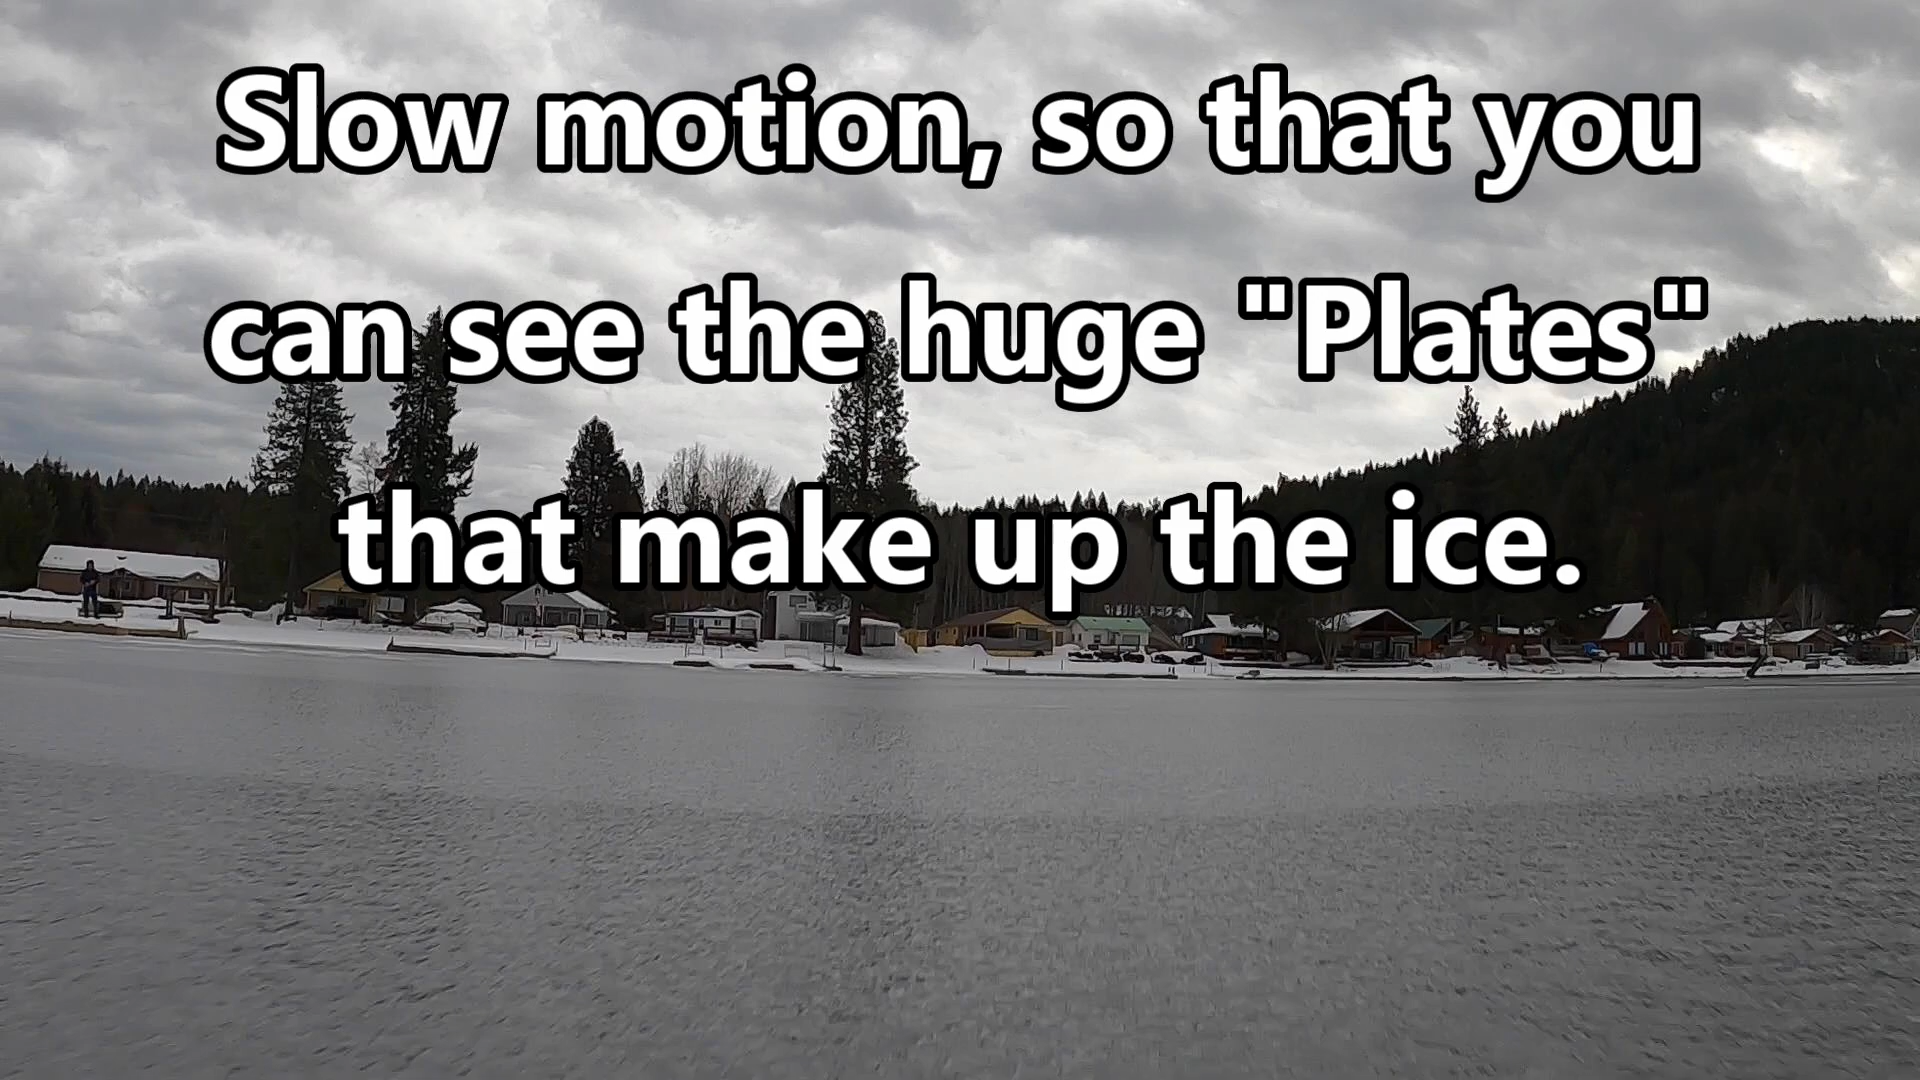 Slow motion, so that you
can see the huge "Plates"
that make up the ice.